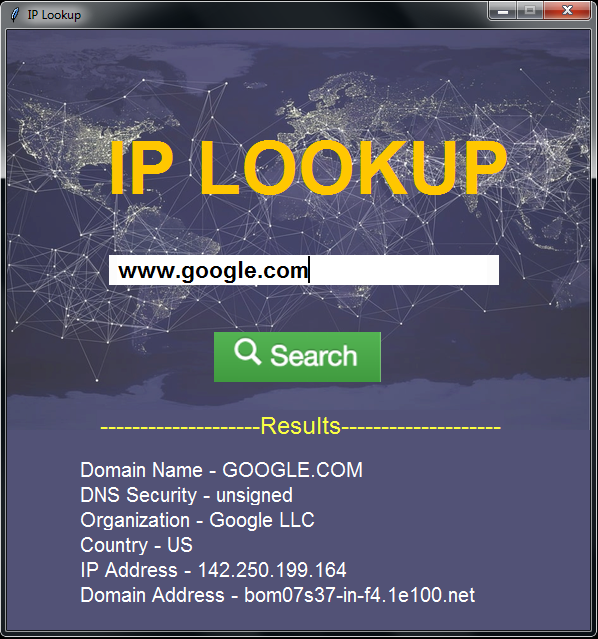 IP Lookup
IP LOOKUP
www.google.com
Search
--------------------Results--------------------
Domain Name - GOOGLE.COM
DNS Security - unsigned
Organization - Google LLC
Country - US
IP Address - 142.250.199.164
Domain Address - bom07s37-in-f4.1e100.net